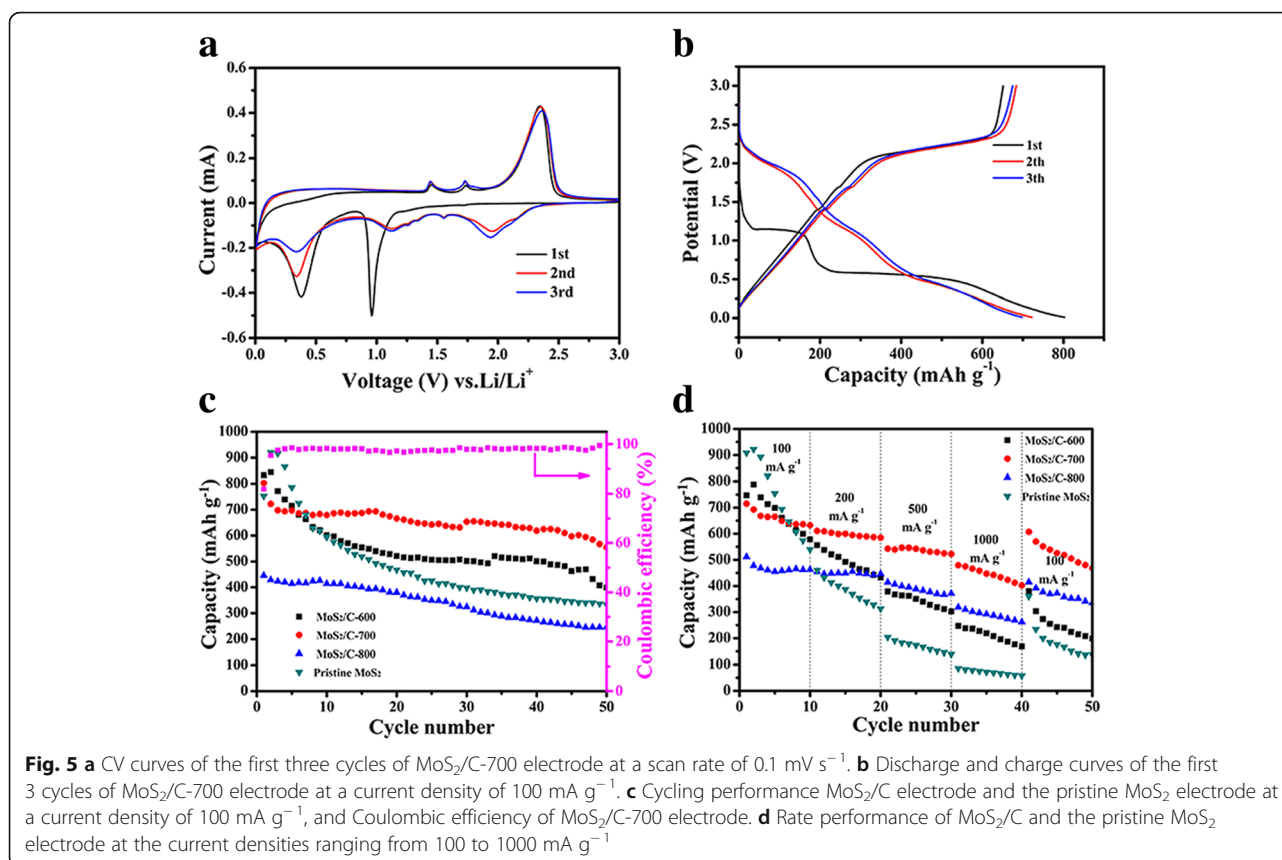 a
0.6
0.4
0.2
0.0
-0.2
-0.4
-0.6
Current (mA)
1st
2nd
3rd
0.0 0.5 1.0 1.5 2.0 2.5 3.0
Voltage (V) vs.Li/Li⁺
b
3.0
2.5
2.0
1.5
1.0
0.5
0.0
Potential (V)
1st
2th
3th
0 200 400 600 800
Capacity (mAh g⁻¹)
c
1000
900
800
700
600
500
400
300
200
100
0
Capacity (mAh g⁻¹)
MoS₂/C-600
MoS₂/C-700
MoS₂/C-800
Pristine MoS₂
100
80
60
40
20
0
Coulombic efficiency (%)
0 10 20 30 40 50
Cycle number
d
1000
900
800
700
600
500
400
300
200
100
0
Capacity (mAh g⁻¹)
100
mA g⁻¹
200
mA g⁻¹
500
mA g⁻¹
1000
mA g⁻¹
100
mA g⁻¹
MoS₂/C-600
MoS₂/C-700
MoS₂/C-800
Pristine MoS₂
0 10 20 30 40 50
Cycle number
Fig. 5 a CV curves of the first three cycles of MoS₂/C-700 electrode at a scan rate of 0.1 mV s⁻¹. b Discharge and charge curves of the first
3 cycles of MoS₂/C-700 electrode at a current density of 100 mA g⁻¹. c Cycling performance MoS₂/C electrode and the pristine MoS₂ electrode at
a current density of 100 mA g⁻¹, and Coulombic efficiency of MoS₂/C-700 electrode. d Rate performance of MoS₂/C and the pristine MoS₂
electrode at the current densities ranging from 100 to 1000 mA g⁻¹